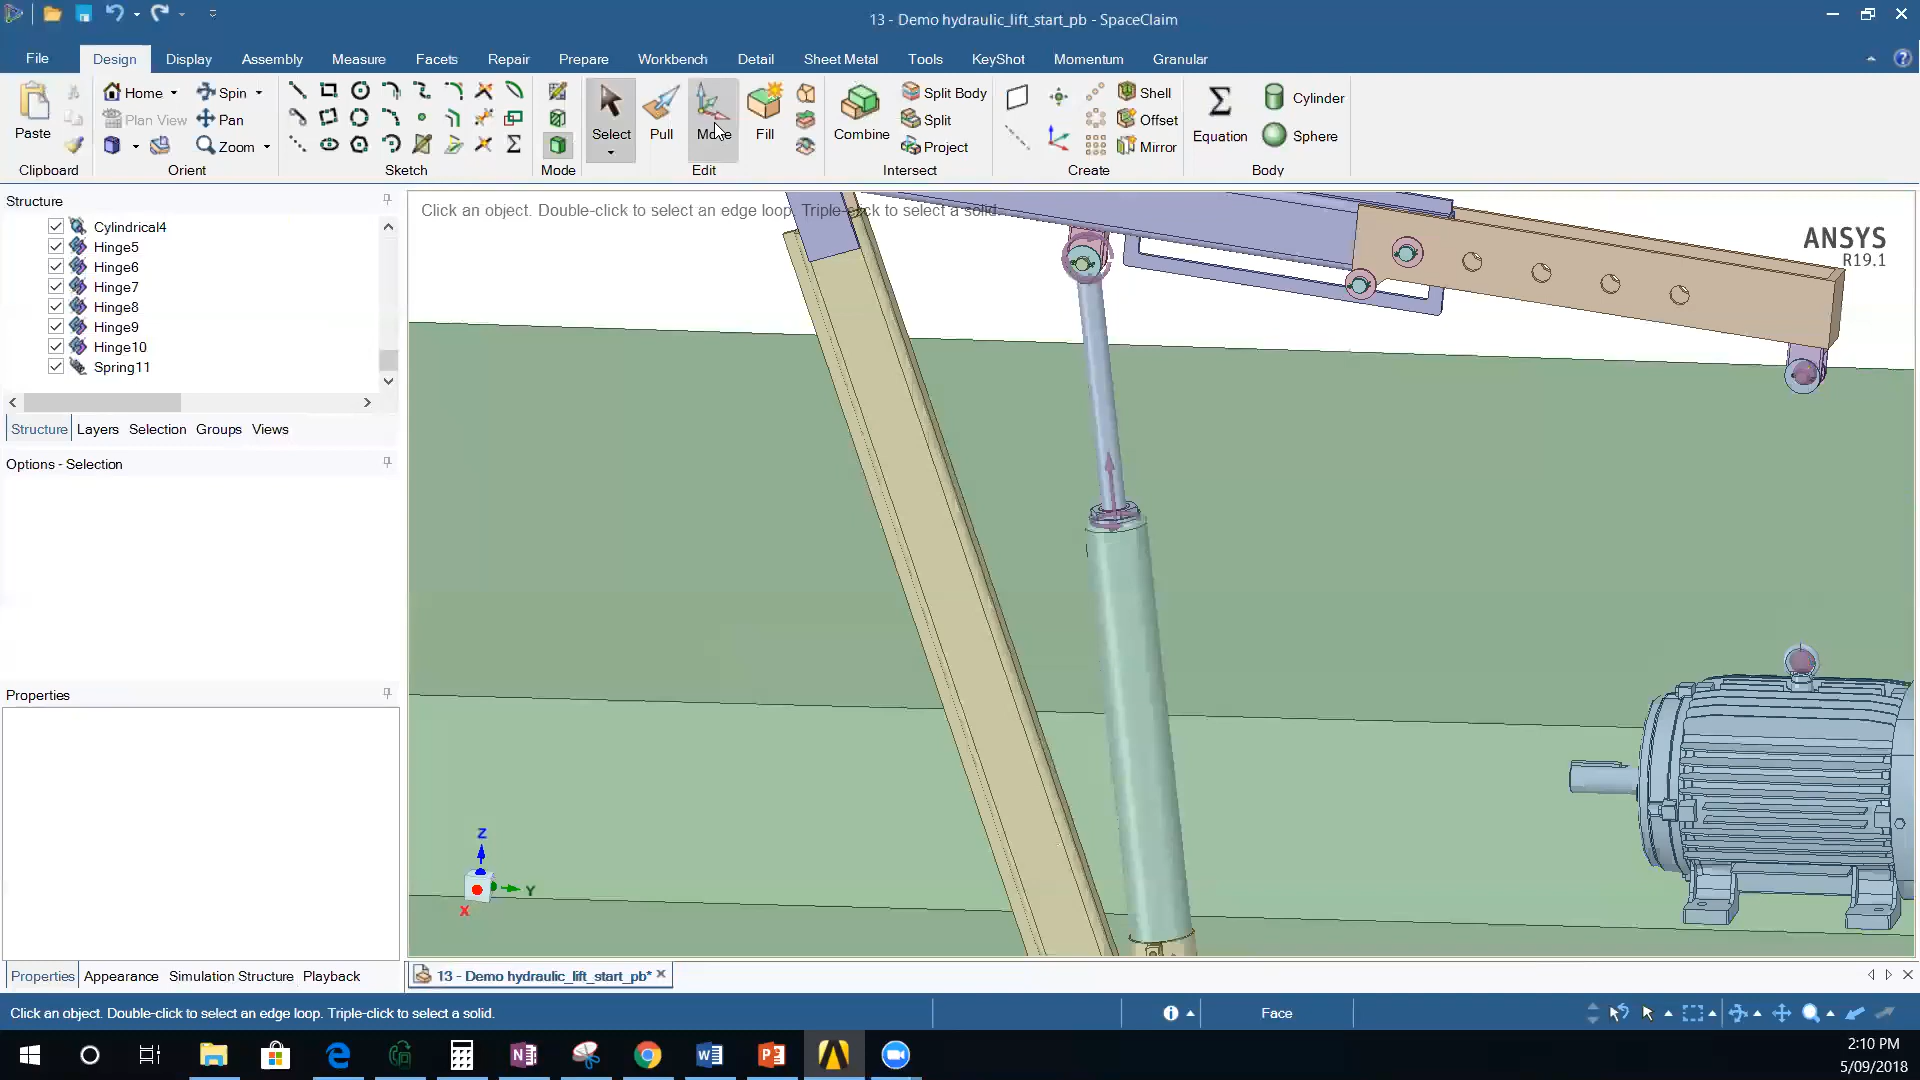 13 - Demo hydraulic_lift_start_pb - SpaceClaim
File Design Display Assembly Measure Facets Repair Prepare Workbench Detail Sheet Metal Tools KeyShot Momentum Granular
Home Spin
Plan View Pan
Zoom
Paste
Select Pull Move Fill
Combine
Split Body
Split
Project
Shell
Offset
Mirror
Equation
Cylinder
Sphere
Clipboard Orient Sketch Mode Edit Intersect Create Body
Structure
Cylindrical4
Hinge5
Hinge6
Hinge7
Hinge8
Hinge9
Hinge10
Spring11
Structure Layers Selection Groups Views
Options - Selection
Properties
Properties Appearance Simulation Structure Playback
Click an object. Double-click to select an edge loop. Triple-click to select a solid.
ANSYS
R19.1
Z
Y
X
13 - Demo hydraulic_lift_start_pb*
Click an object. Double-click to select an edge loop. Triple-click to select a solid.
Face
2:10 PM
5/09/2018